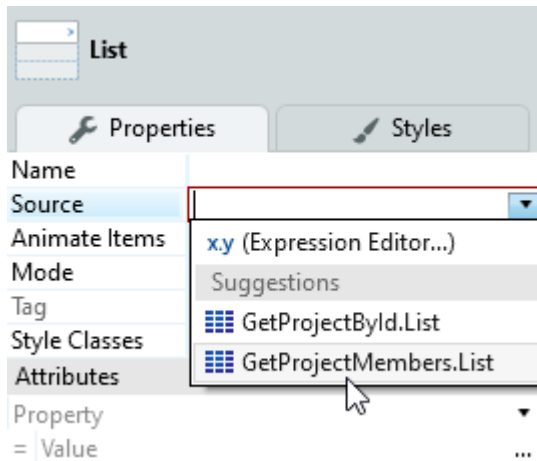 List
Properties
Styles
Name
Source
Animate Items
Mode
Tag
Style Classes
Attributes
Property
= Value
...
x.y (Expression Editor...)
Suggestions
GetProjectById.List
GetProjectMembers.List